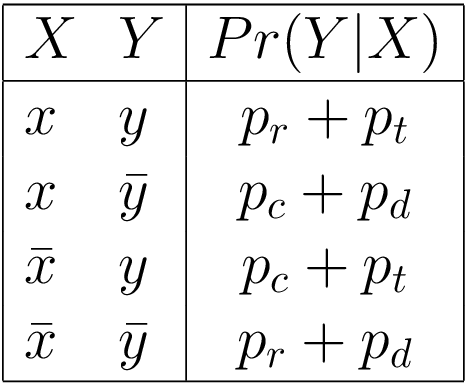 X Y Pr(Y|X)
x y p_r + p_t
x ȳ p_c + p_d
x̄ y p_c + p_t
x̄ ȳ p_r + p_d